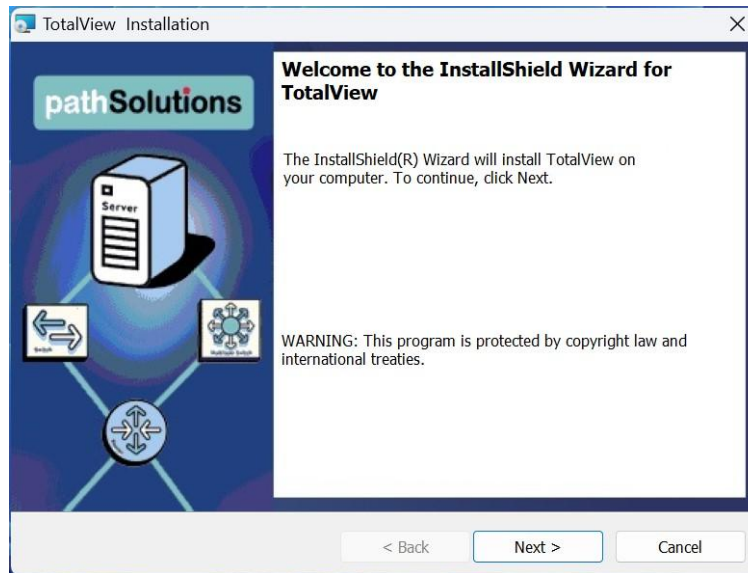 TotalView Installation
pathSolutions
Server
Welcome to the InstallShield Wizard for
TotalView
The InstallShield(R) Wizard will install TotalView on
your computer. To continue, click Next.
WARNING: This program is protected by copyright law and
international treaties.
< Back
Next >
Cancel